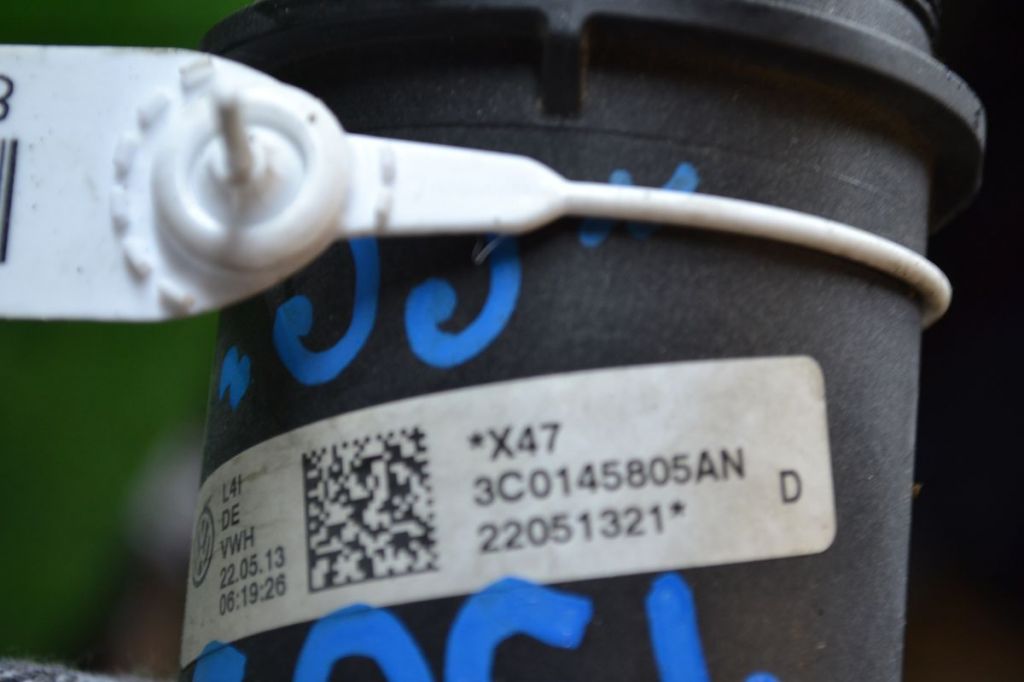 L4I
DE
VWH
22.05.13
06:19:26
*X47
3C0145805AN
22051321*
D